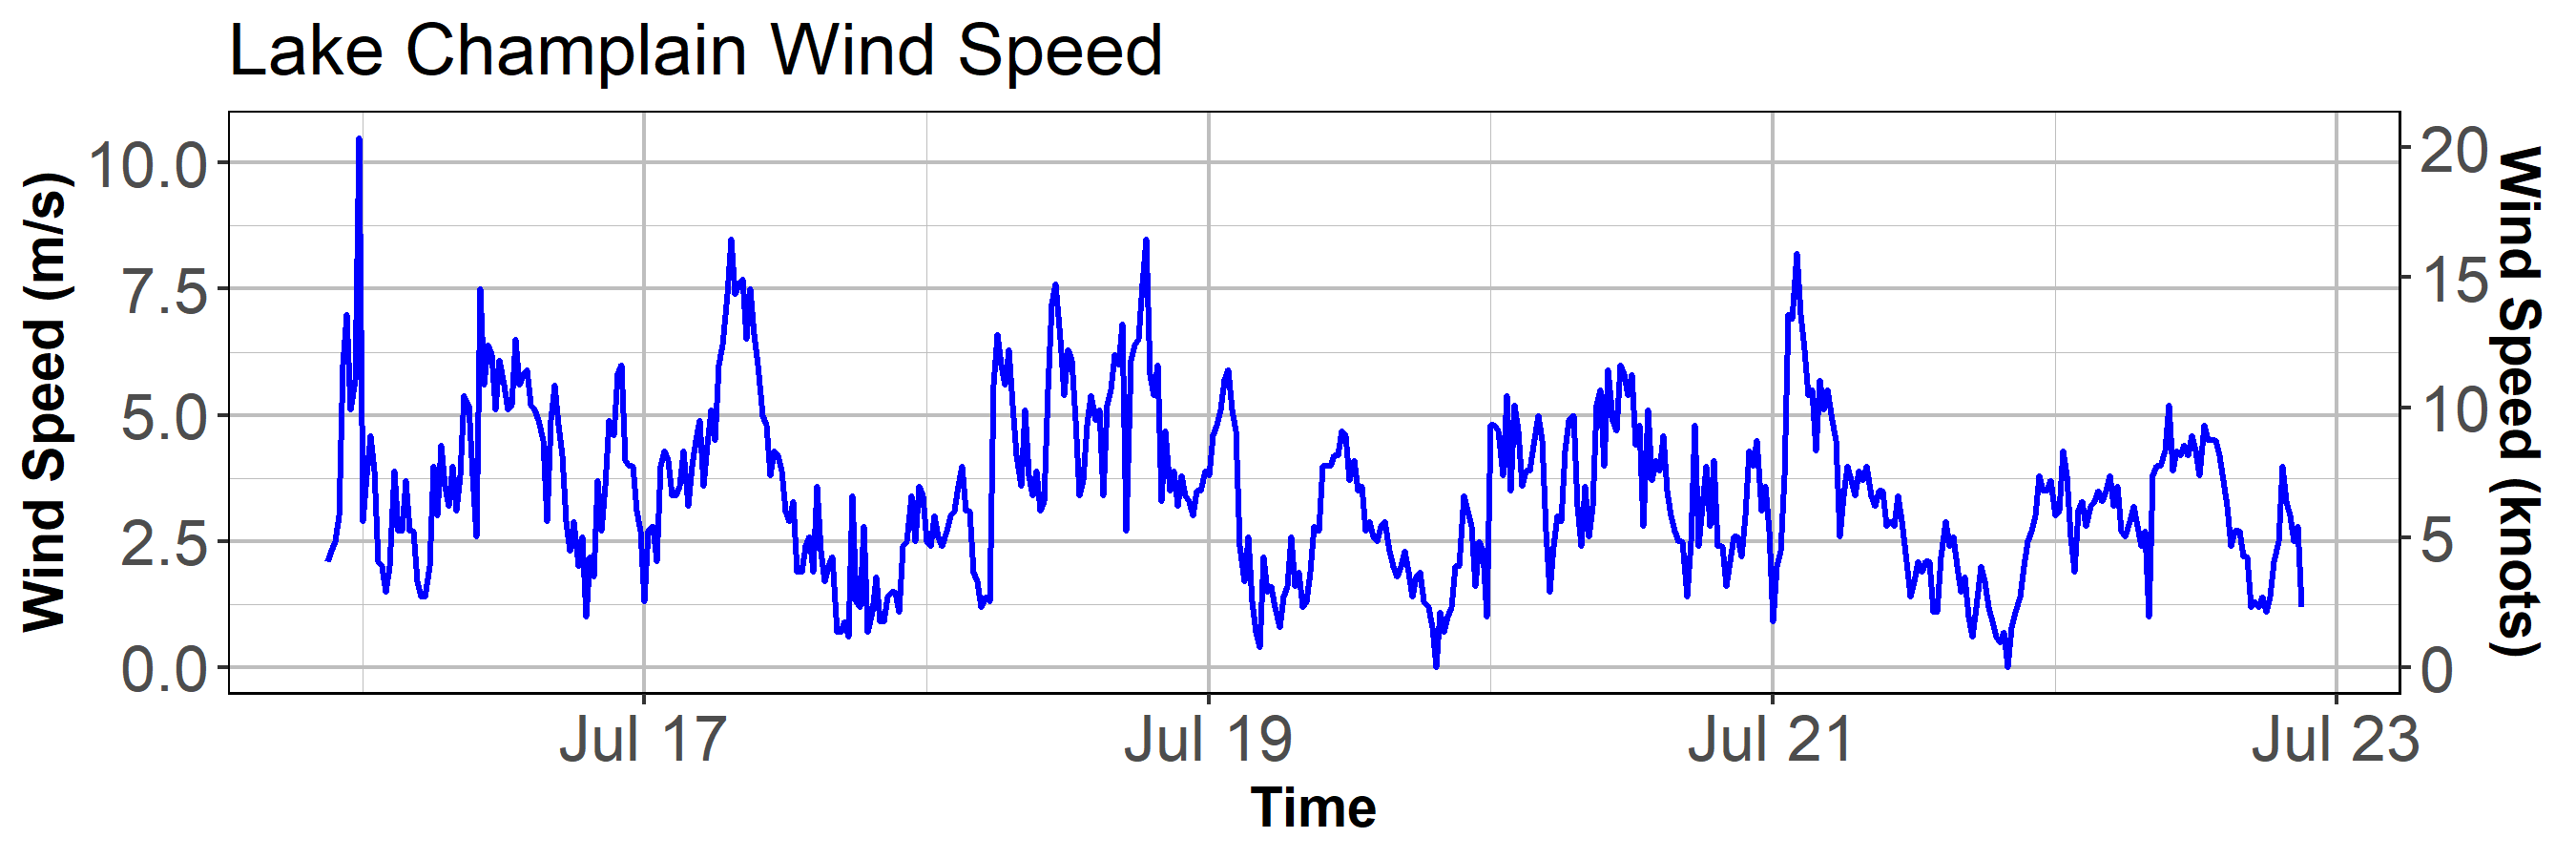 Lake Champlain Wind Speed
Wind Speed (m/s)
10.0
7.5
5.0
2.5
0.0
20
15
10
5
0
Wind Speed (knots)
Jul 17
Jul 19
Jul 21
Jul 23
Time